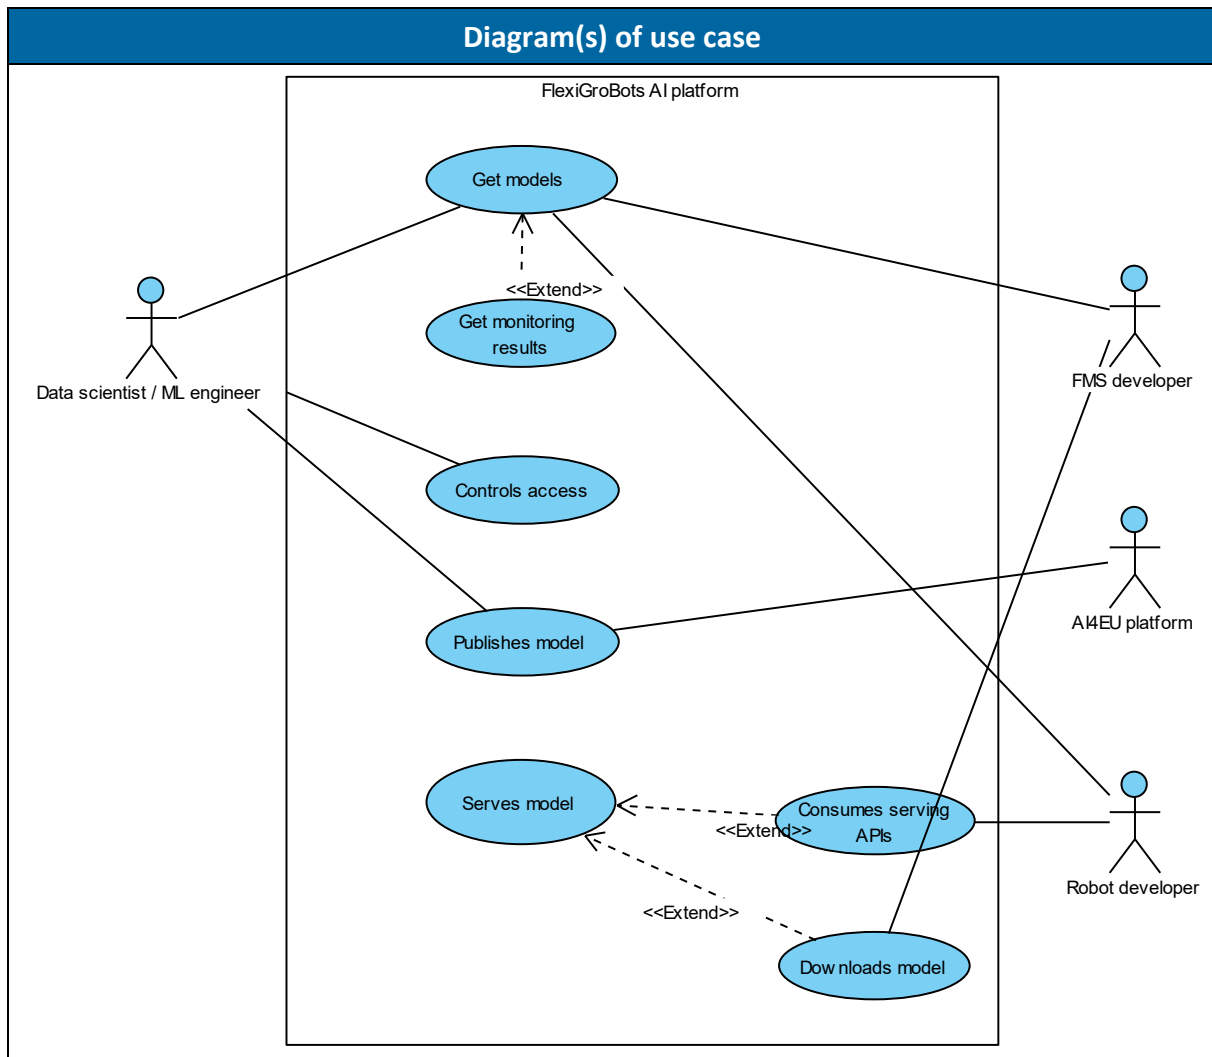 Diagram(s) of use case
FlexiGroBots AI platform
Get models
<<Extend>>
Get monitoring
results
Data scientist / ML engineer
FMS developer
Controls access
Publishes model
AI4EU platform
Serves model
Consumes serving
APIs
<<Extend>>
Robot developer
<<Extend>>
Downloads model